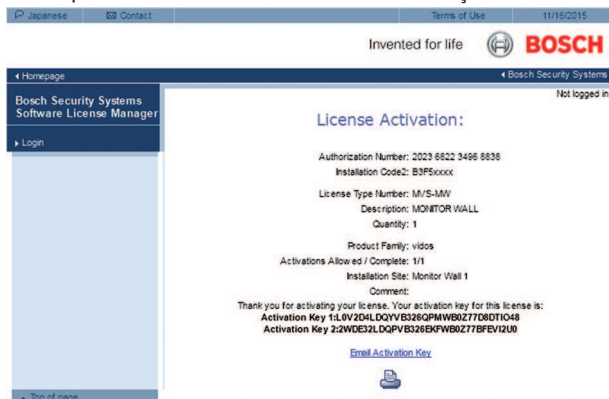 Japanese Contact Terms of Use 11/16/2015
Invented for life BOSCH
Homepage Bosch Security Systems
Not logged in
Bosch Security Systems
Software License Manager
Login
License Activation:
Authorization Number: 2023 6822 3496 8838
Installation Code2: B3F5xxxx
License Type Number: MVS-MW
Description: MONITOR WALL
Quantity: 1
Product Family: vidos
Activations Allowed / Complete: 1/1
Installation Site: Monitor Wall 1
Comment:
Thank you for activating your license. Your activation key for this license is:
Activation Key 1:L0V2D4LDQYVB326QPMWB0Z77D8DTIO48
Activation Key 2:2WDE32LDQPVB326EKFWB0Z77BFEVI2U0
Email Activation Key
Top of page